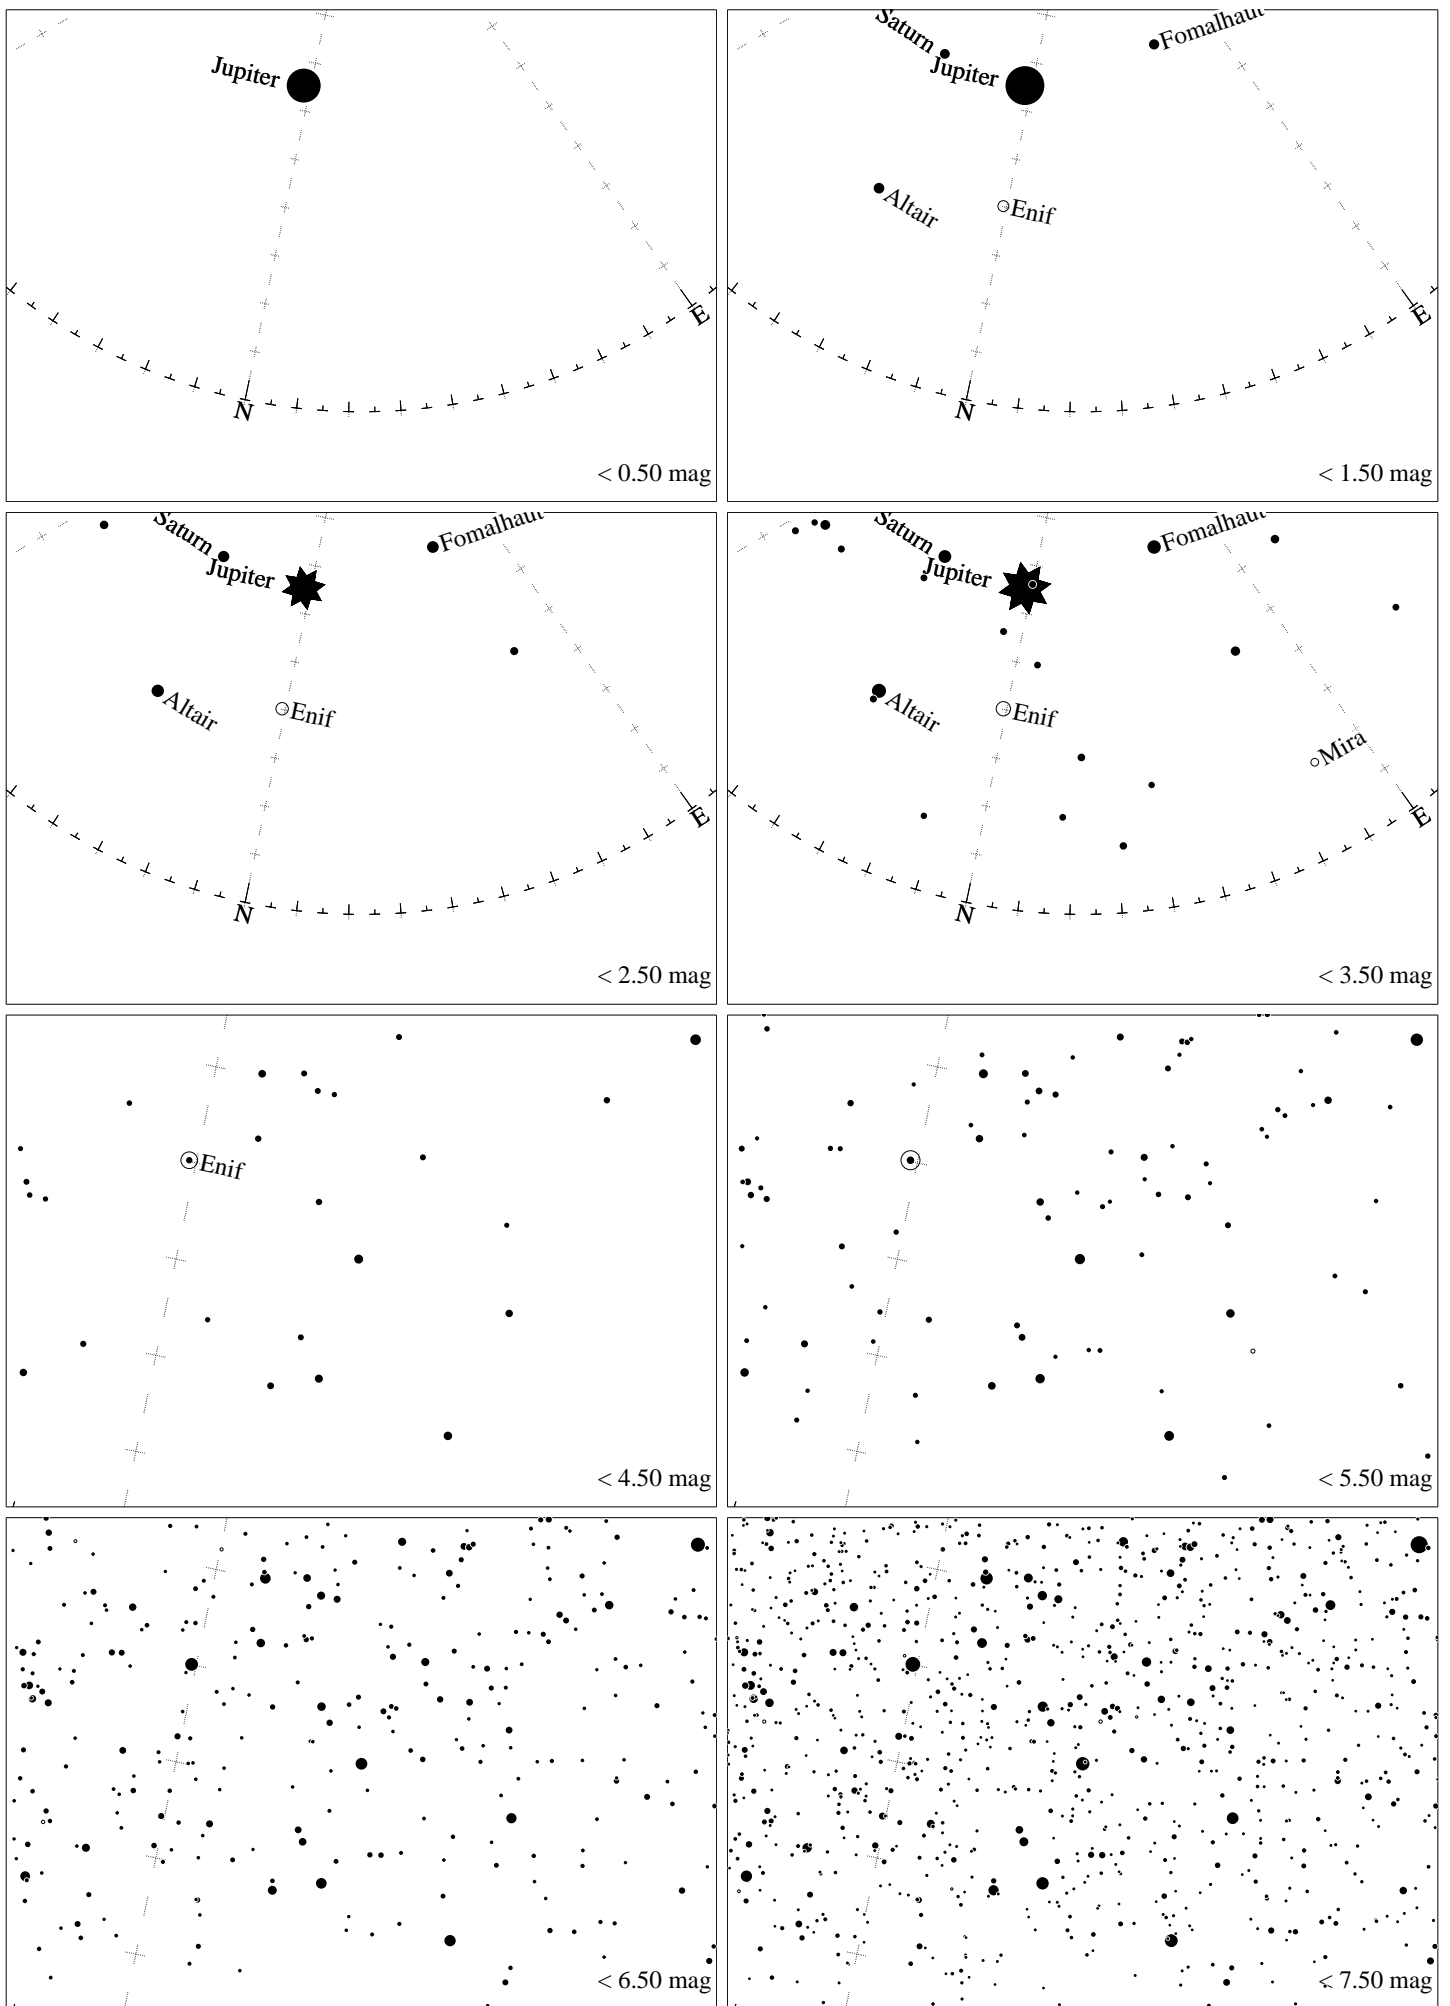 Jupiter
E
N
< 0.50 mag
Saturn
Fomalhaut
Jupiter
Altair
Enif
E
N
< 1.50 mag
Saturn
Fomalhaut
Jupiter
Altair
Enif
E
N
< 2.50 mag
Saturn
Fomalhaut
Jupiter
Altair
Enif
Mira
E
N
< 3.50 mag
Enif
< 4.50 mag
< 5.50 mag
< 6.50 mag
< 7.50 mag